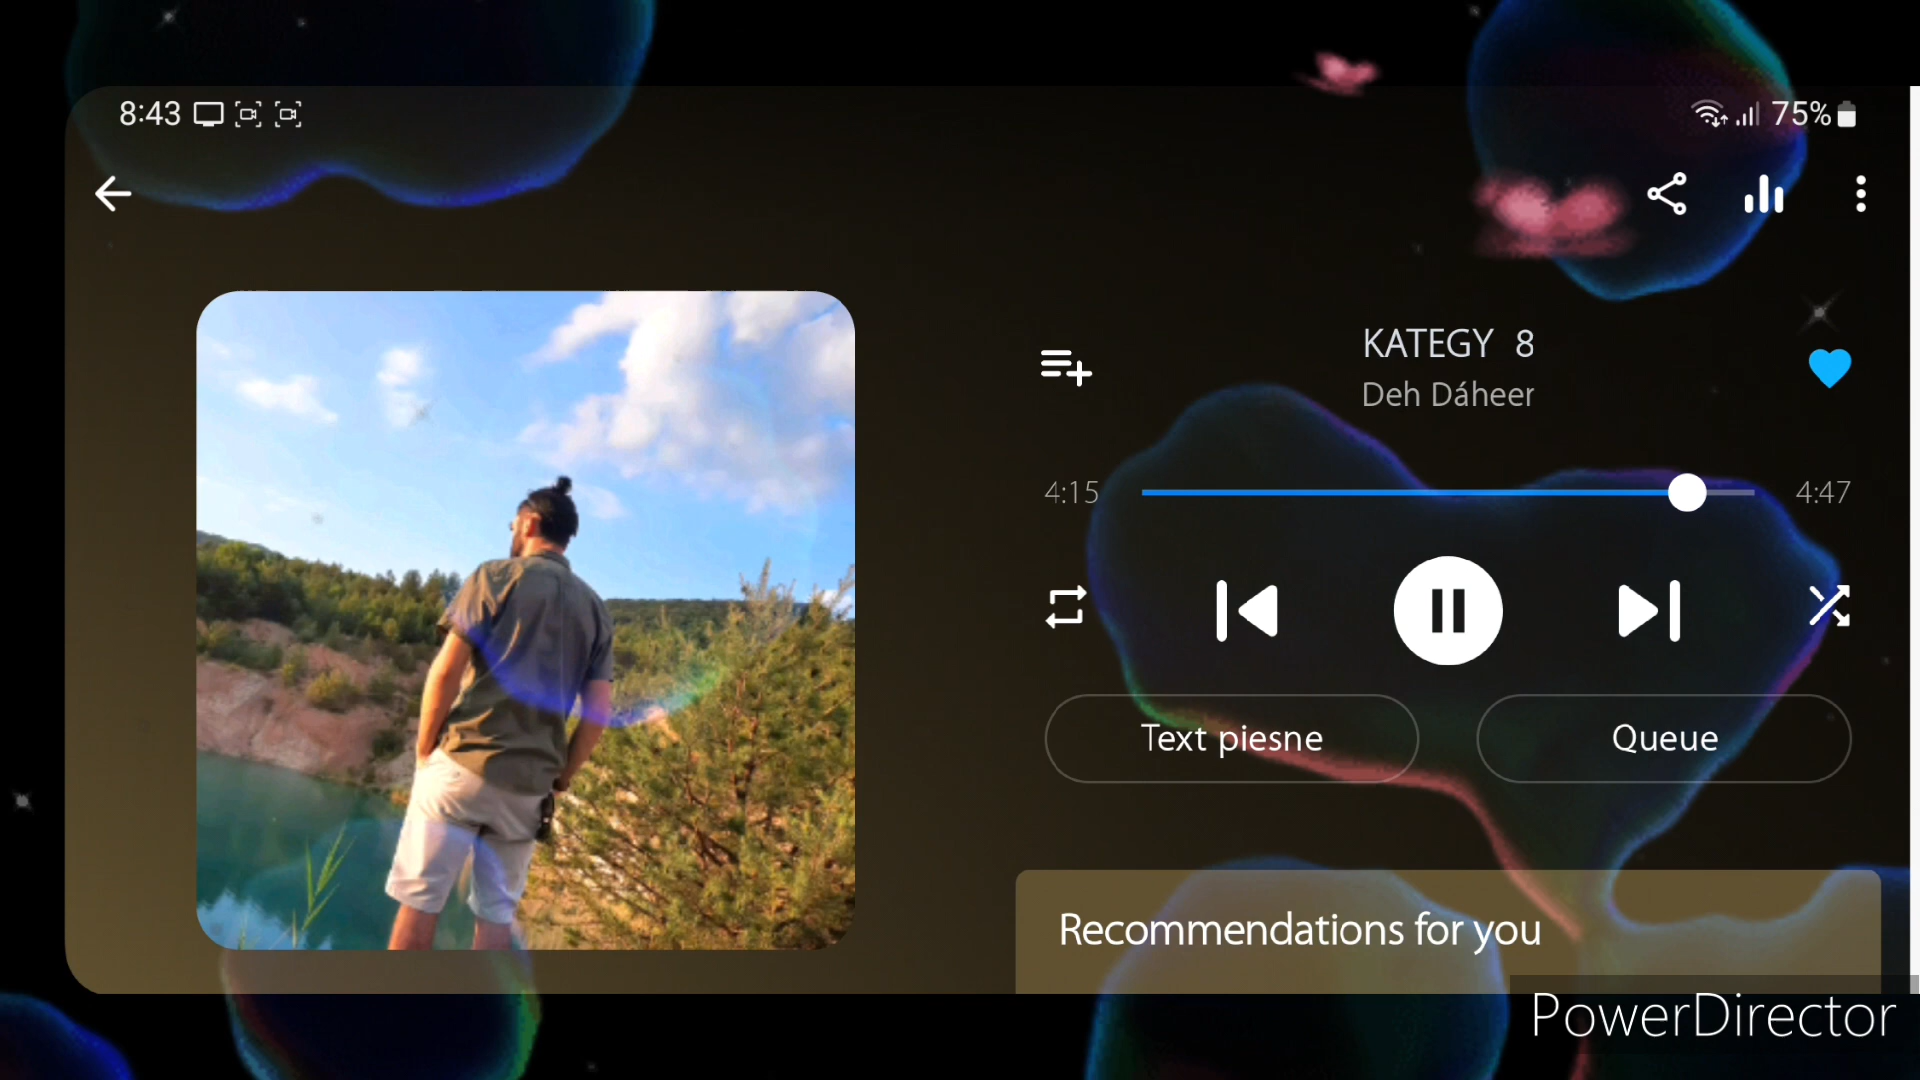 8:43
75%
KATEGY 8
Deh Dáheer
4:15
4:47
Text piesne
Queue
Recommendations for you
PowerDirector